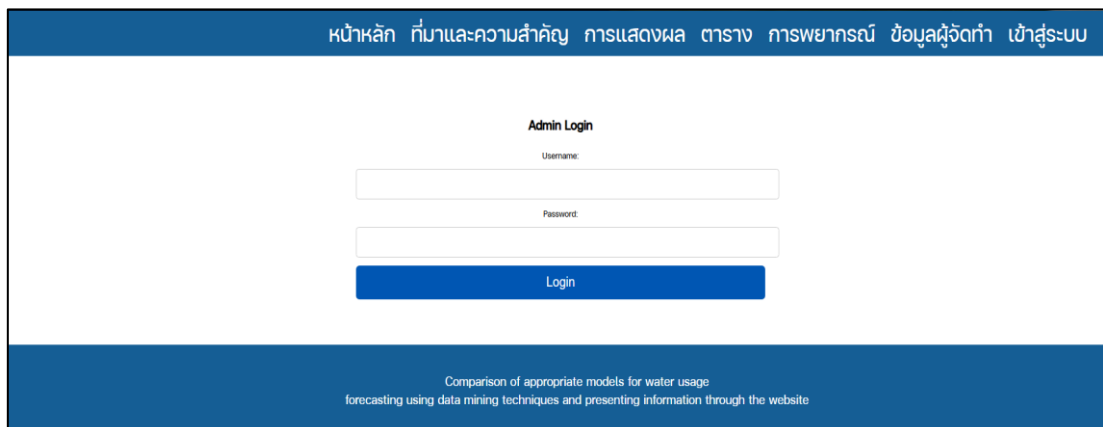 หน้าหลัก ที่มาและความสำคัญ การแสดงผล ตาราง การพยากรณ์ ข้อมูลผู้จัดทำ เข้าสู่ระบบ
Admin Login
Username:
Password:
Login
Comparison of appropriate models for water usage
forecasting using data mining techniques and presenting information through the website